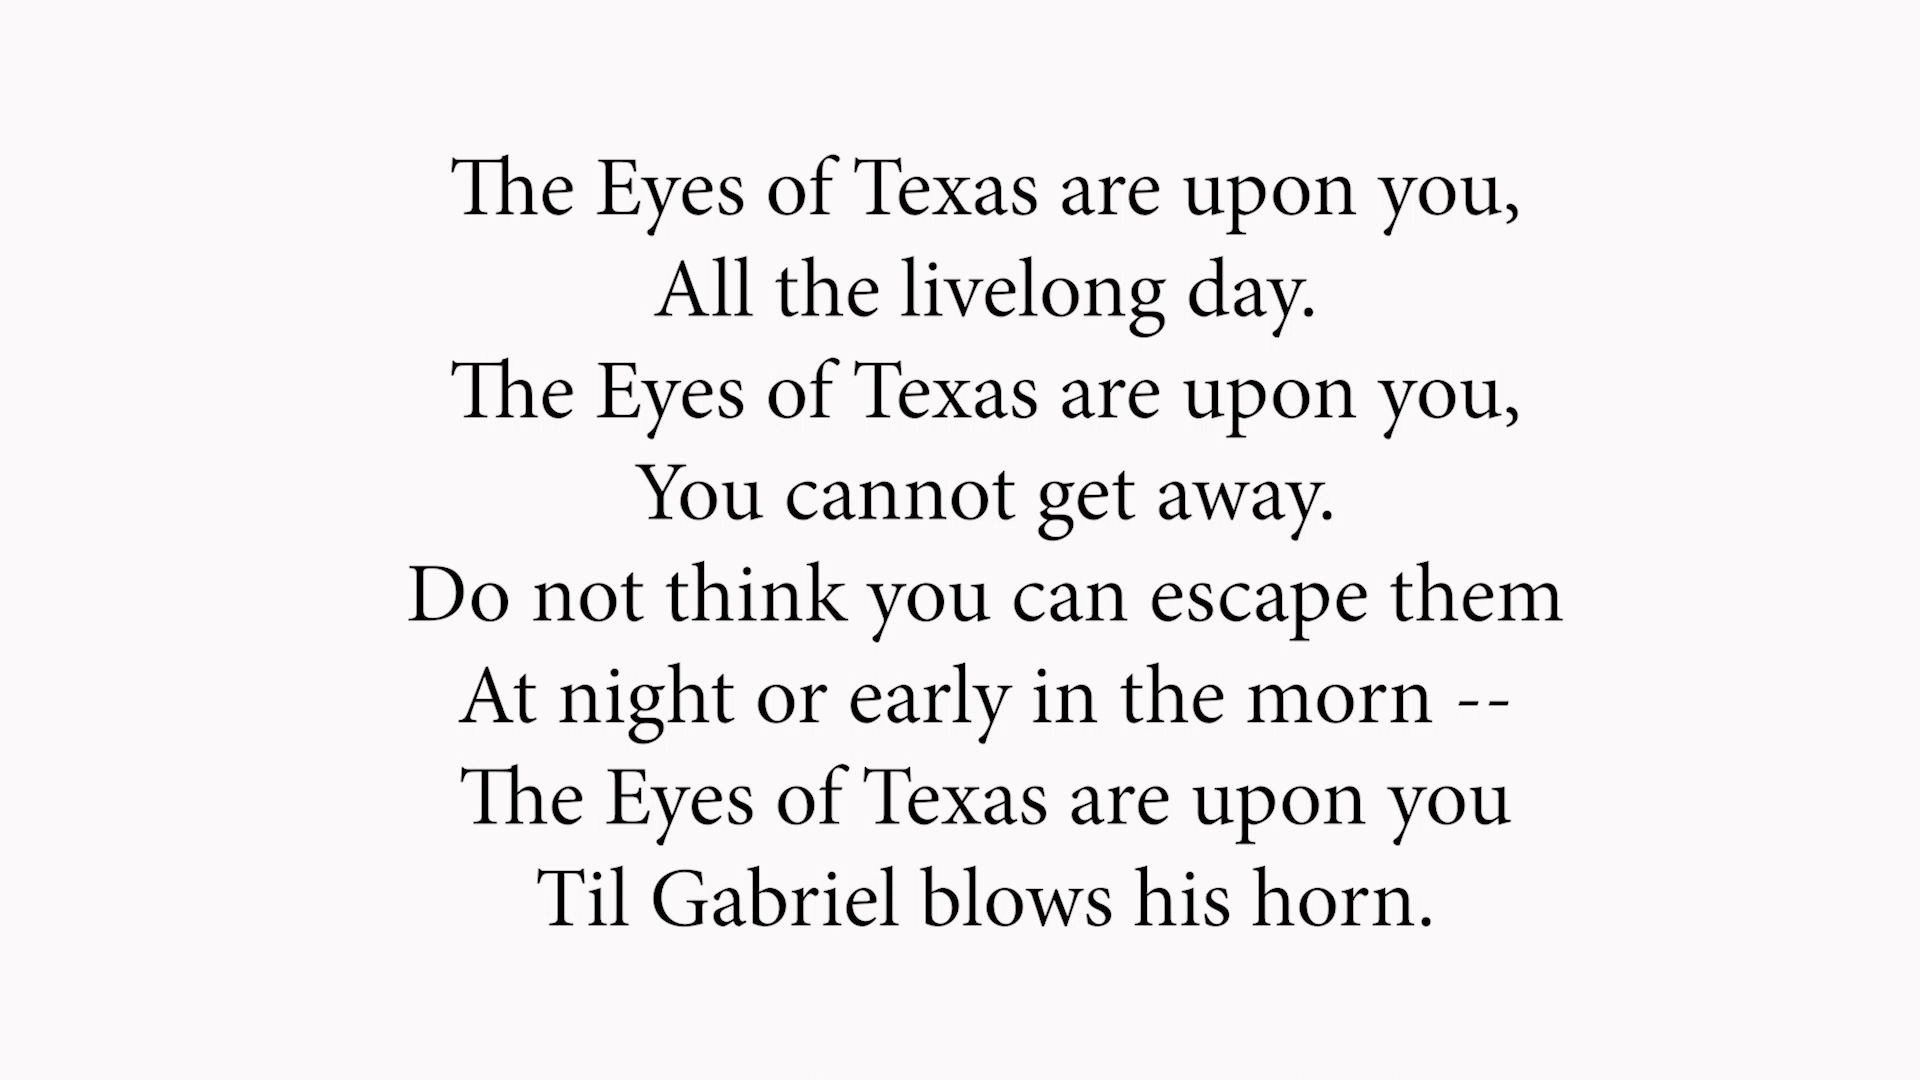 The Eyes of Texas are upon you,
All the livelong day.
The Eyes of Texas are upon you,
You cannot get away.
Do not think you can escape them
At night or early in the morn --
The Eyes of Texas are upon you
Til Gabriel blows his horn.